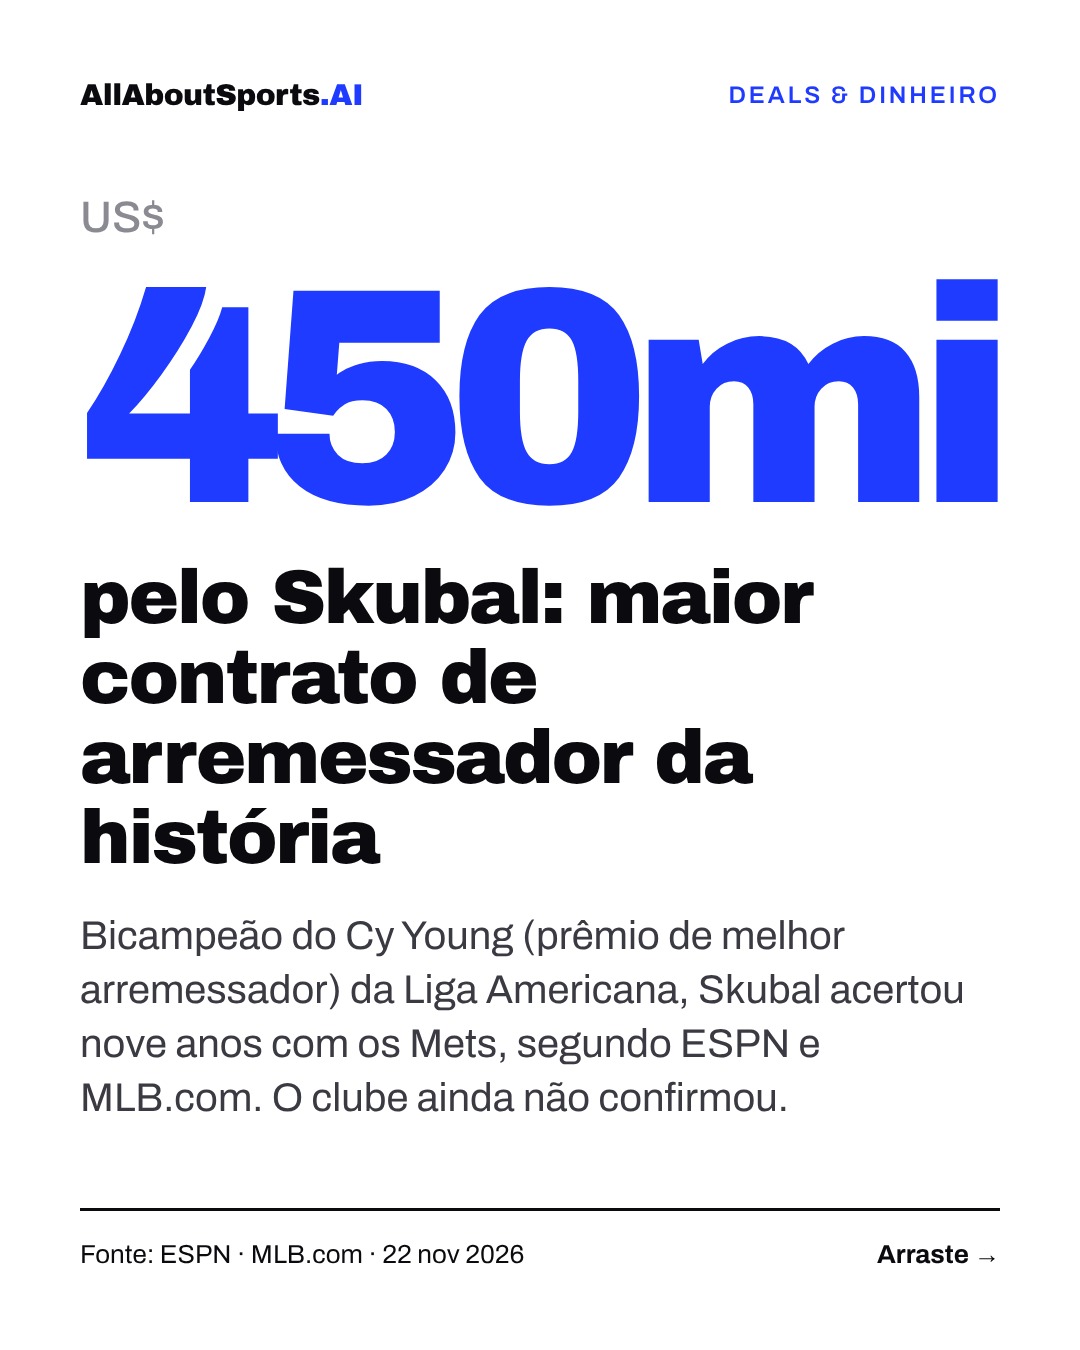 AllAboutSports.AI
DEALS & DINHEIRO
US$
450mi
pelo Skubal: maior
contrato de
arremessador da
história
Bicampeão do Cy Young (prêmio de melhor
arremessador) da Liga Americana, Skubal acertou
nove anos com os Mets, segundo ESPN e
MLB.com. O clube ainda não confirmou.
Fonte: ESPN · MLB.com · 22 nov 2026
Arraste →